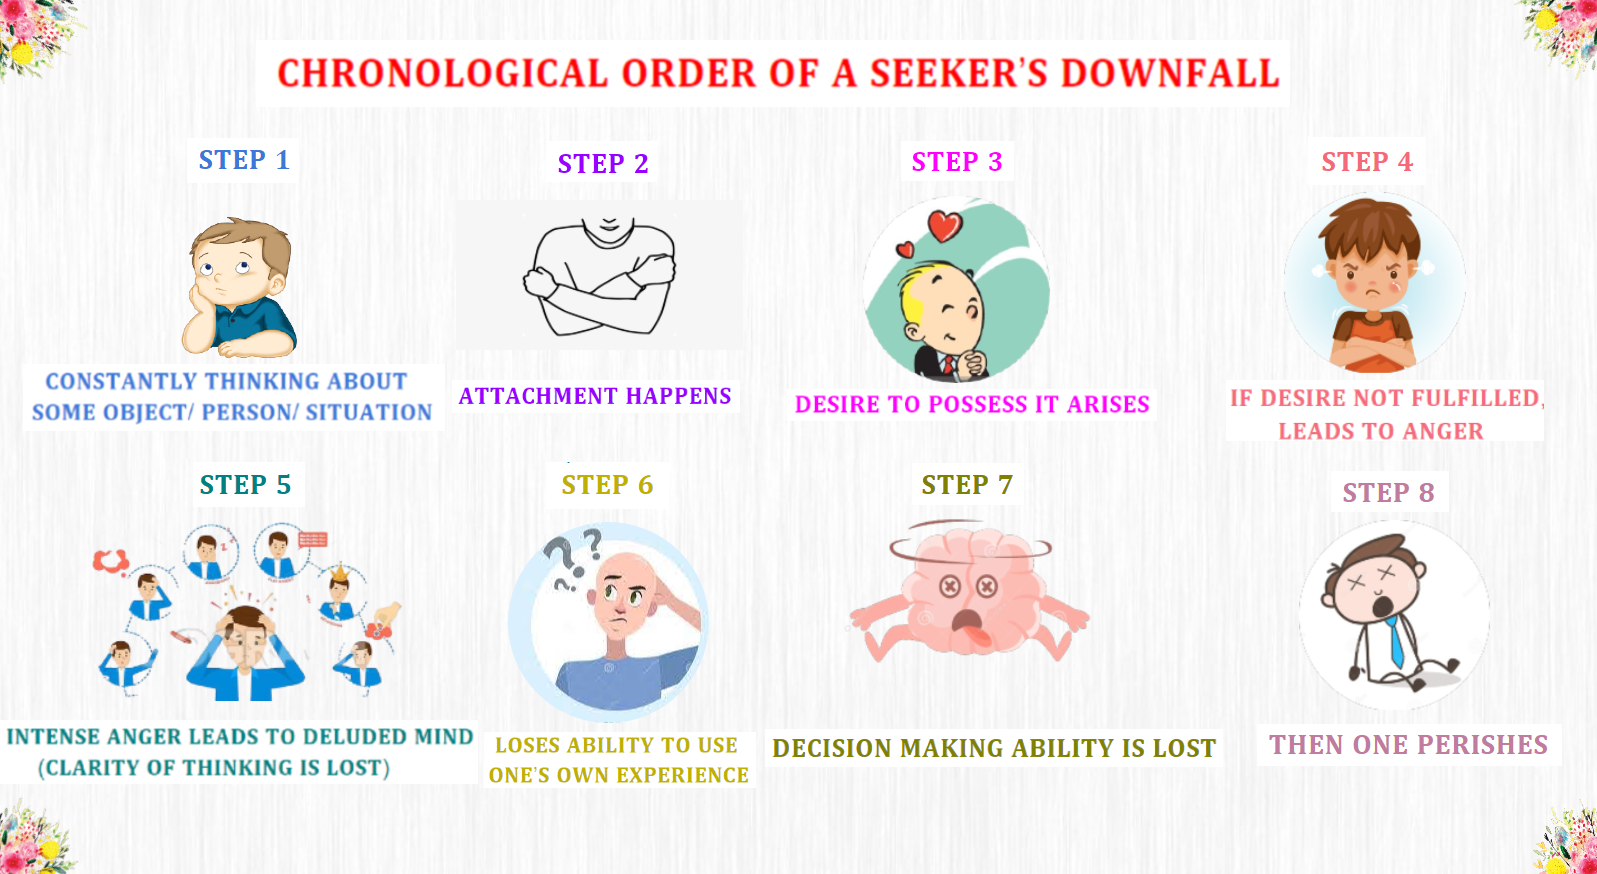 CHRONOLOGICAL ORDER OF A SEEKER'S DOWNFALL
STEP 1
CONSTANTLY THINKING ABOUT
SOME OBJECT/ PERSON/ SITUATION
STEP 2
ATTACHMENT HAPPENS
STEP 3
DESIRE TO POSSESS IT ARISES
STEP 4
IF DESIRE NOT FULFILLED,
LEADS TO ANGER
STEP 5
INTENSE ANGER LEADS TO DELUDED MIND
(CLARITY OF THINKING IS LOST)
STEP 6
LOSES ABILITY TO USE
ONE'S OWN EXPERIENCE
STEP 7
DECISION MAKING ABILITY IS LOST
STEP 8
THEN ONE PERISHES